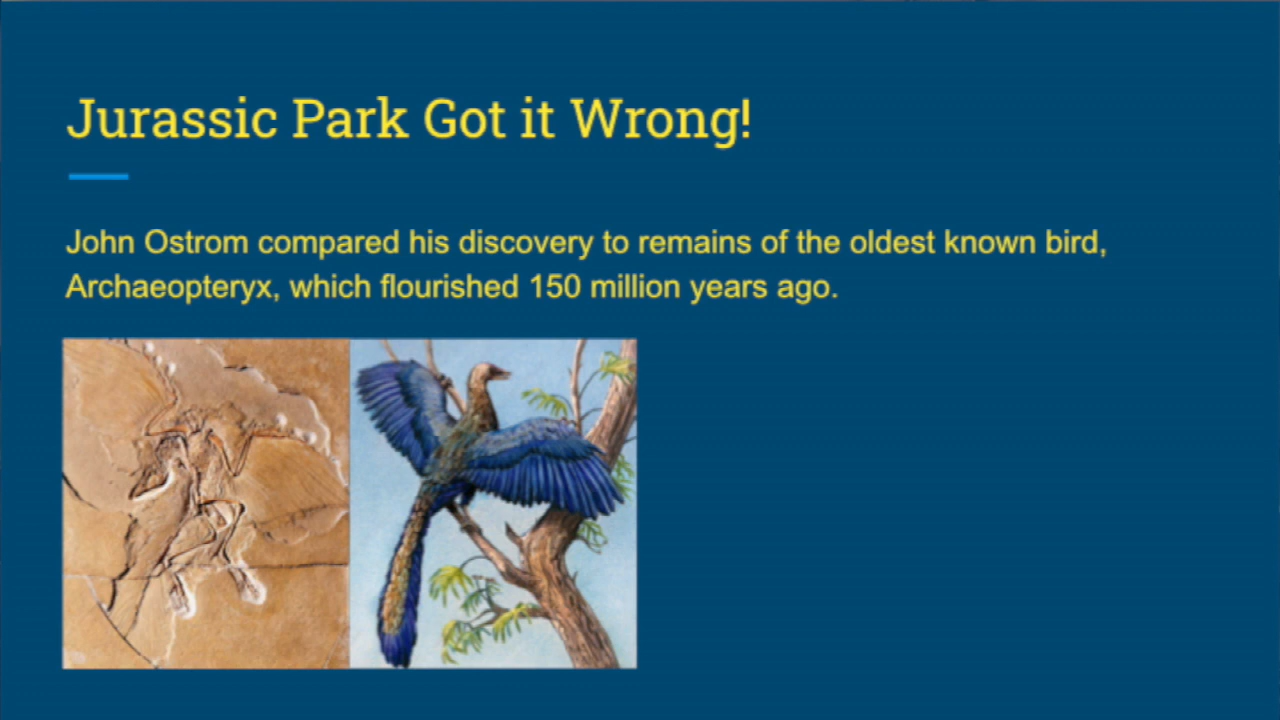 Jurassic Park Got it Wrong!
John Ostrom compared his discovery to remains of the oldest known bird,
Archaeopteryx, which flourished 150 million years ago.